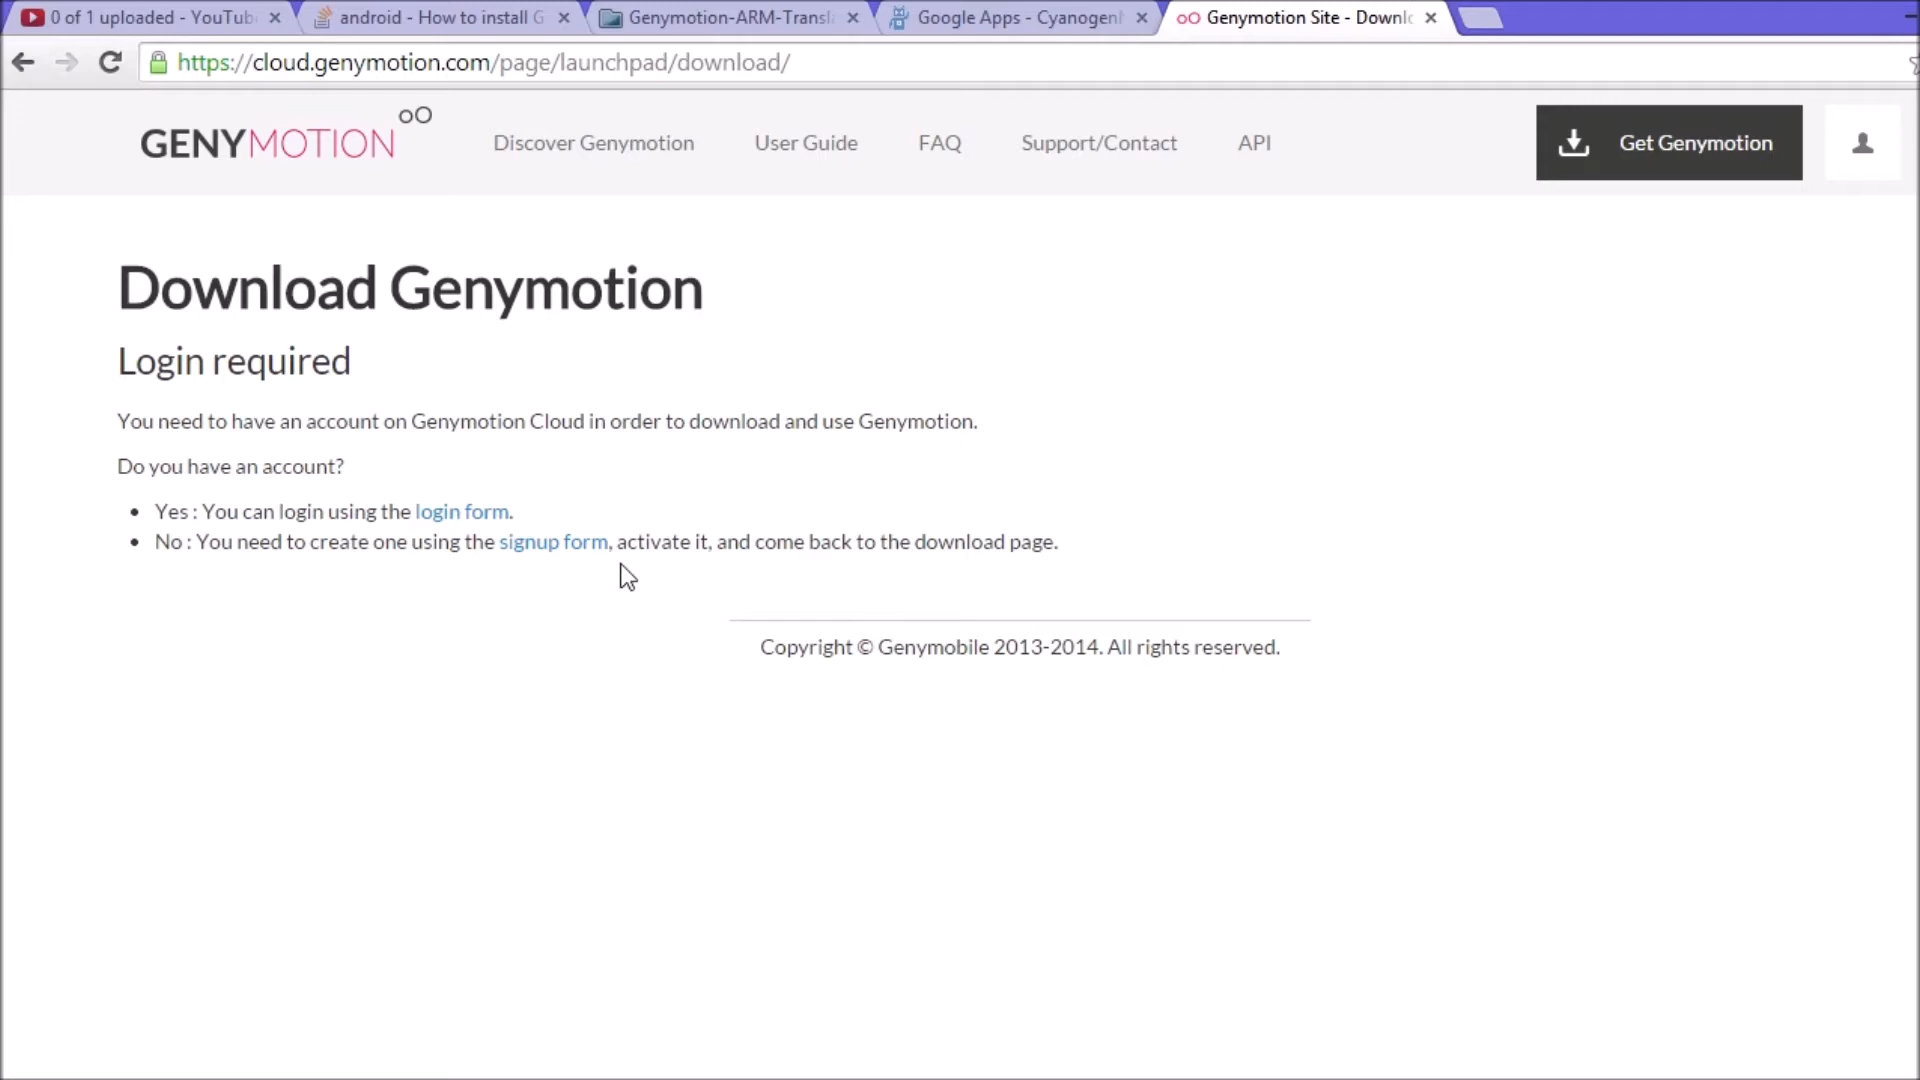 0 of 1 uploaded - YouTub
android - How to install G
Genymotion-ARM-Transl
Google Apps - Cyanogen
Genymotion Site - Downl
https://cloud.genymotion.com/page/launchpad/download/
GENYMOTION
Discover Genymotion
User Guide
FAQ
Support/Contact
API
Get Genymotion
Download Genymotion
Login required
You need to have an account on Genymotion Cloud in order to download and use Genymotion.
Do you have an account?
Yes : You can login using the login form.
No : You need to create one using the signup form, activate it, and come back to the download page.
Copyright © Genymobile 2013-2014. All rights reserved.